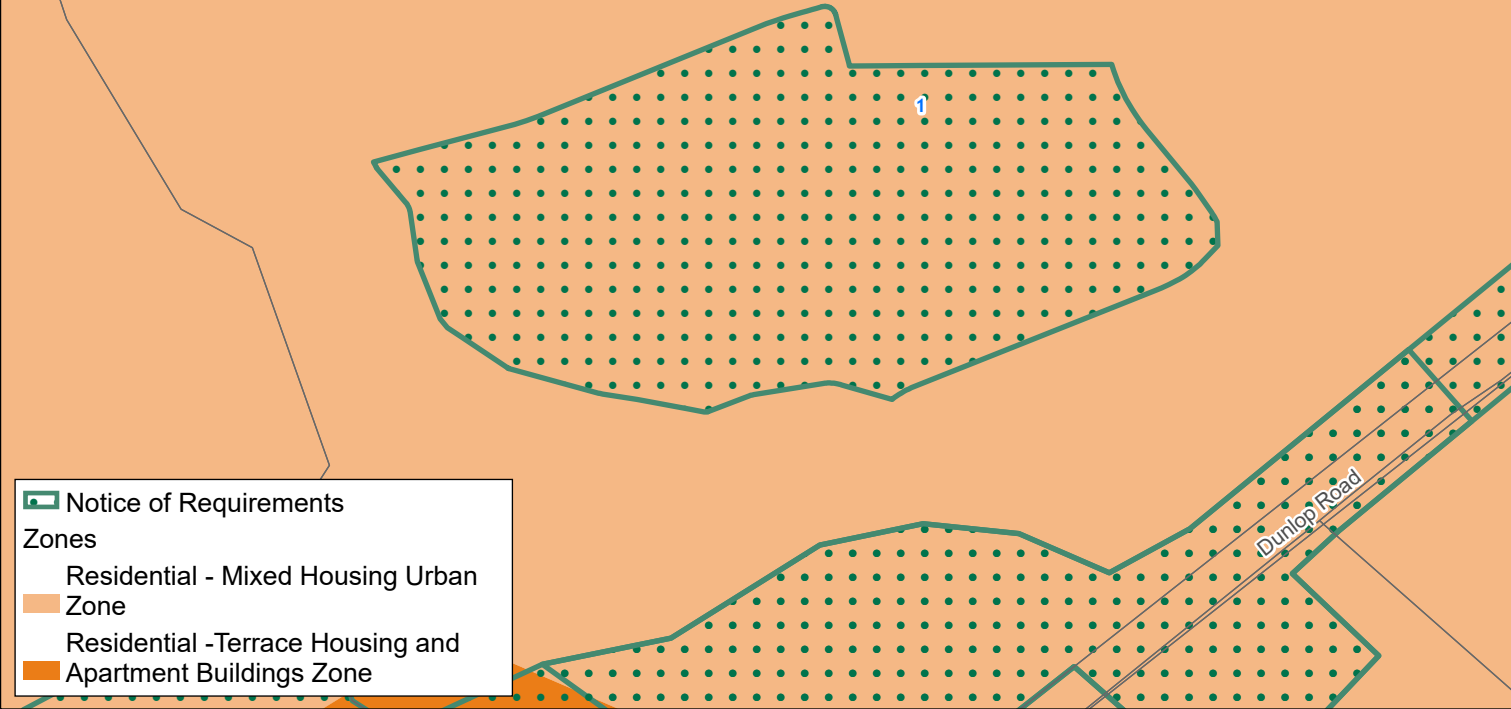 1
Dunlop Road
Notice of Requirements
Zones
Residential - Mixed Housing Urban
Zone
Residential -Terrace Housing and
Apartment Buildings Zone